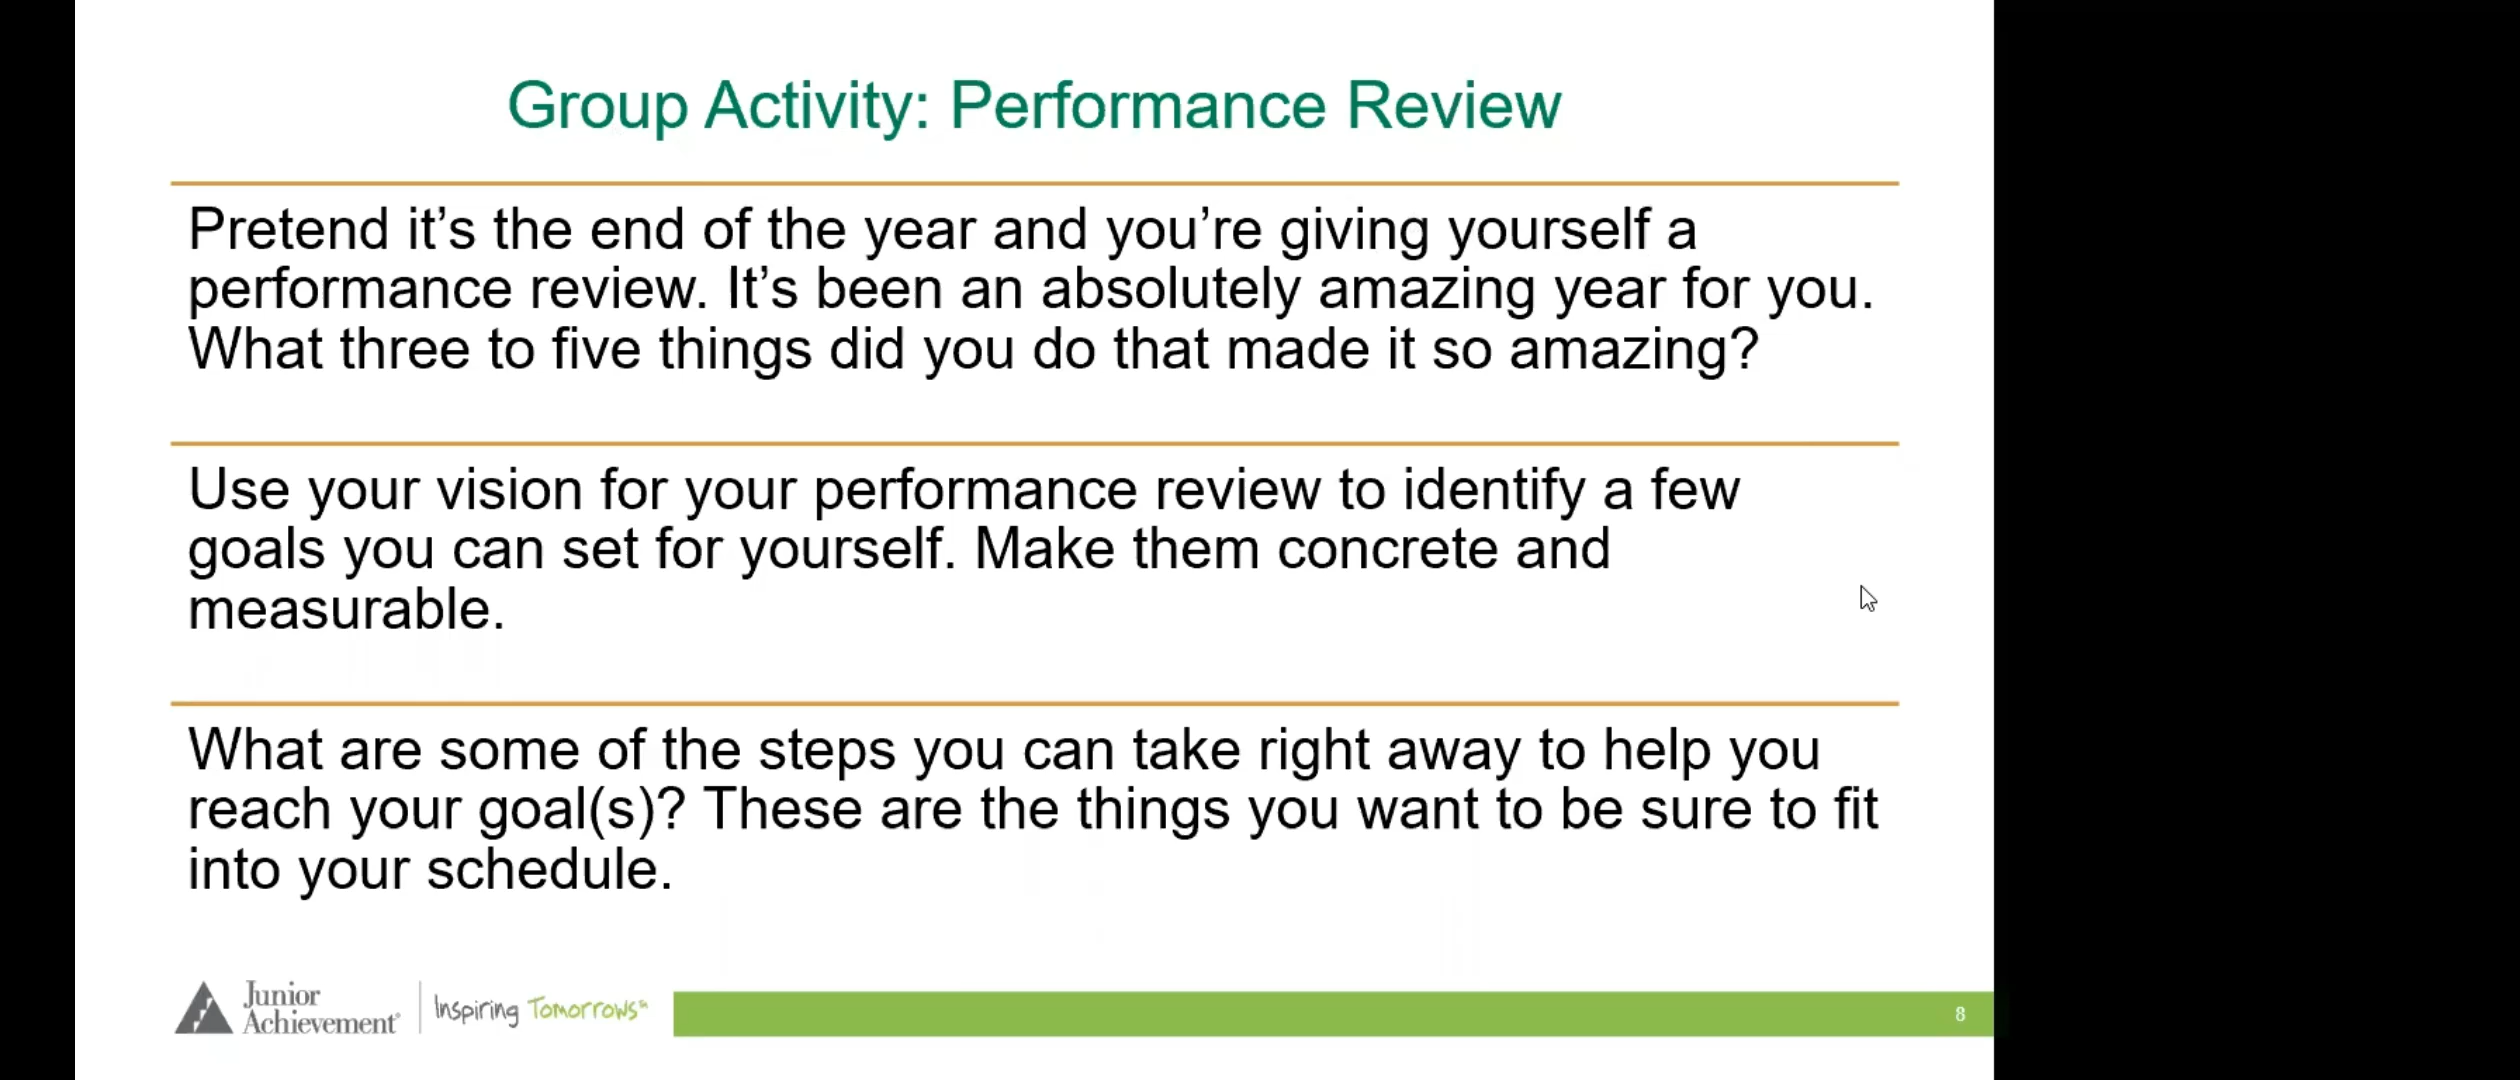 Group Activity: Performance Review
Pretend it’s the end of the year and you’re giving yourself a
performance review. It’s been an absolutely amazing year for you.
What three to five things did you do that made it so amazing?
Use your vision for your performance review to identify a few
goals you can set for yourself. Make them concrete and
measurable.
What are some of the steps you can take right away to help you
reach your goal(s)? These are the things you want to be sure to fit
into your schedule.
Junior
Achievement®
Inspiring Tomorrows℠
8